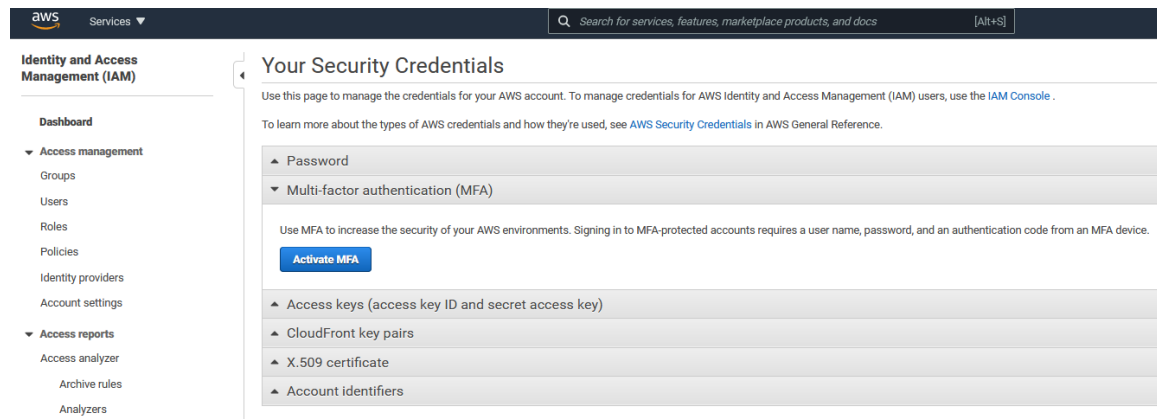 aws Services Search for services, features, marketplace products, and docs [Alt+S]
Identity and Access
Management (IAM)
Dashboard
Access management
Groups
Users
Roles
Policies
Identity providers
Account settings
Access reports
Access analyzer
Archive rules
Analyzers
Your Security Credentials
Use this page to manage the credentials for your AWS account. To manage credentials for AWS Identity and Access Management (IAM) users, use the IAM Console .
To learn more about the types of AWS credentials and how they're used, see AWS Security Credentials in AWS General Reference.
Password
Multi-factor authentication (MFA)
Use MFA to increase the security of your AWS environments. Signing in to MFA-protected accounts requires a user name, password, and an authentication code from an MFA device.
Activate MFA
Access keys (access key ID and secret access key)
CloudFront key pairs
X.509 certificate
Account identifiers